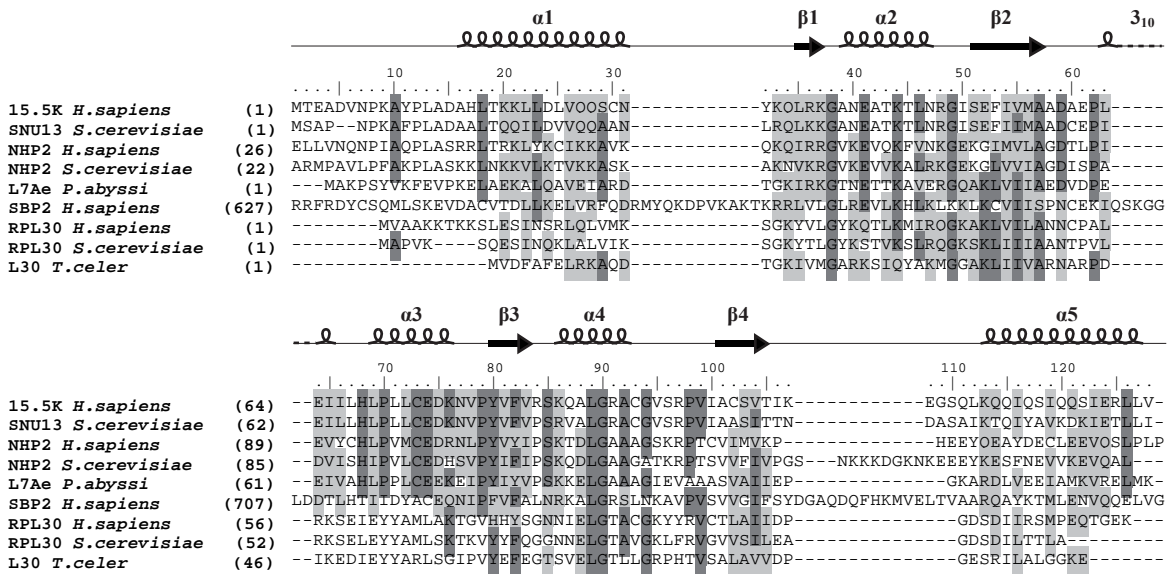 α1 β1 α2 β2 3₁₀
10 20 30 40 50 60
15.5K H.sapiens (1) MTEADVNPKAYPLADAHLTKKLLDLVQQSCN------------YKQLRKGANEATKTLNRGISEFIVMAADAEPL-----
SNU13 S.cerevisiae (1) MSAP--NPKAFPLADAALTQQILDVVQQAAN------------LRQLKKGANEATKTLNRGISEFIIMAADCEPI-----
NHP2 H.sapiens (26) ELLVNQNPIAQPLASRRLTRKLYKCIKKAVK------------QKQIRRGVKEVQKFVNKGEKGIMVLAGDTLPI-----
NHP2 S.cerevisiae (22) ARMPAVLPFAKPLASKKLNKKVLKTVKKASK------------AKNVKRGVKEVVKALRKGEKGLVVIAGDISPA-----
L7Ae P.abyssi (1) ---MAKPSYVKFEVPKELAEKALQAVEIARD------------TGKIRKGTNETTKAVERGQAKLVIIAEDVDPE-----
SBP2 H.sapiens (627) RRFRDYCSQMLSKEVDACVTDLLKELVRFQDRMYQKDPVKAKTKRRLVLGLREVLKHLKLKKLKCVIISPNCEKIQSKGG
RPL30 H.sapiens (1) --------MVAAKKTKKSLESINSRLQLVMK------------SGKYVLGYKQTLKMIRQGKAKLVILANNCPAL-----
RPL30 S.cerevisiae (1) --------MAPVK----SQESINQKLALVIK------------SGKYTLGYKSTVKSLRQGKSKLIIIAANTPVL-----
L30 T.celer (1) ------------------MVDFAFELRKAQD------------TGKIVMGARKSIQYAKMGGAKLIIVARNARPD-----
α3 β3 α4 β4 α5
70 80 90 100 110 120
15.5K H.sapiens (64) --EIILHLPLLCEDKNVPYVFVRSKQALGRACGVSRPVIACSVTIK------------EGSQLKQQIQSIQQSIERLLV-
SNU13 S.cerevisiae (62) --EILLHLPLLCEDKNVPYVFVPSRVALGRACGVSRPVIAASITTN------------DASAIKTQIYAVKDKIETLLI-
NHP2 H.sapiens (89) --EVYCHLPVMCEDRNLPYVYIPSKTDLGAAAGSKRPTCVIMVKP-------------HEEYQEAYDECLEEVQSLPLP-
NHP2 S.cerevisiae (85) --DVISHIPVLCEDHSVPYIFIPSKQDLGAAGATKRPTSVVFIVPGS--NKKKDGKNKEEEYKESFNEVVKEVQAL----
L7Ae P.abyssi (61) --EIVAHLPPLCEEKEIPYIYVPSKKELGAAAGIEVAAASVAIIEP------------GKARDLVEEIAMKVRELMK---
SBP2 H.sapiens (707) LDDTLHTIIDYACEQNIPFVFALNRKALGRSLNKAVPVSVVGIFSYDGAQDQFHKMVELTVAARQAYKTMLENVQQELVG
RPL30 H.sapiens (56) --RKSEIEYYAMLAKTGVHHYSGNNIELGTACGKYYRVCTLAIIDP------------GDSDIIRSMPEQTGEK------
RPL30 S.cerevisiae (52) --RKSELEYYAMLSKTKVYYFQGGNNELGTAVGKLFRVGVVSILEA------------GDSDILTTLA------------
L30 T.celer (46) --IKEDIEYYARLSGIPVYEFEGTSVELGTLLGRPHTVSALAVVDP------------GESRILALGGKE----------